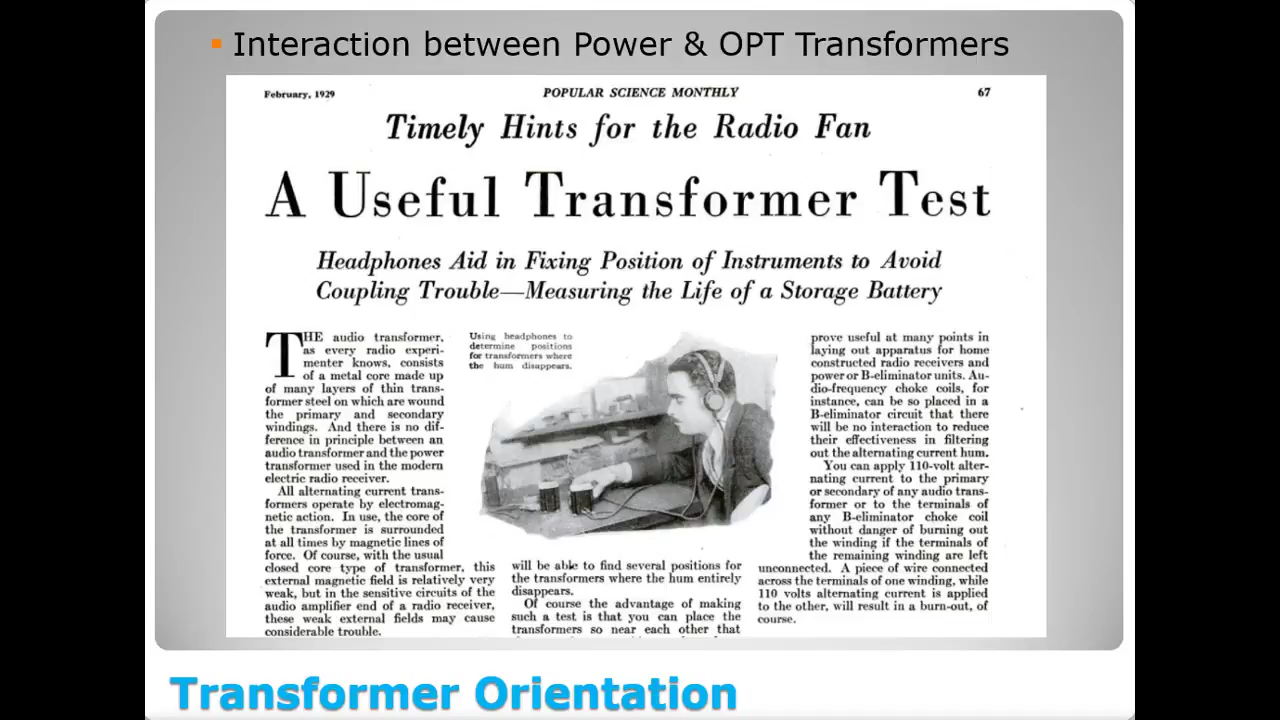 Interaction between Power & OPT Transformers
February, 1929
POPULAR SCIENCE MONTHLY
67
Timely Hints for the Radio Fan
A Useful Transformer Test
Headphones Aid in Fixing Position of Instruments to Avoid
Coupling Trouble—Measuring the Life of a Storage Battery
THE audio transformer,
as every radio experi-
menter knows, consists
of a metal core made up
of many layers of thin trans-
former steel on which are wound
the primary and secondary
windings. And there is no dif-
ference in principle between an
audio transformer and the power
transformer used in the modern
electric radio receiver.
All alternating current trans-
formers operate by electromag-
netic action. In use, the core of
the transformer is surrounded
at all times by magnetic lines of
force. Of course, with the usual
closed core type of transformer, this
external magnetic field is relatively very
weak, but in the sensitive circuits of the
audio amplifier end of a radio receiver,
these weak external fields may cause
considerable trouble.
Using headphones to
determine positions
for transformers where
the hum disappears.
will be able to find several positions for
the transformers where the hum entirely
disappears.
Of course the advantage of making
such a test is that you can place the
transformers so near each other that
prove useful at many points in
laying out apparatus for home
constructed radio receivers and
power or B-eliminator units. Au-
dio-frequency choke coils, for
instance, can be so placed in a
B-eliminator circuit that there
will be no interaction to reduce
their effectiveness in filtering
out the alternating current hum.
You can apply 110-volt alter-
nating current to the primary
or secondary of any audio trans-
former or to the terminals of
any B-eliminator choke coil
without danger of burning out
the winding if the terminals of
the remaining winding are left
unconnected. A piece of wire connected
across the terminals of one winding, while
110 volts alternating current is applied
to the other, will result in a burn-out, of
course.
Transformer Orientation